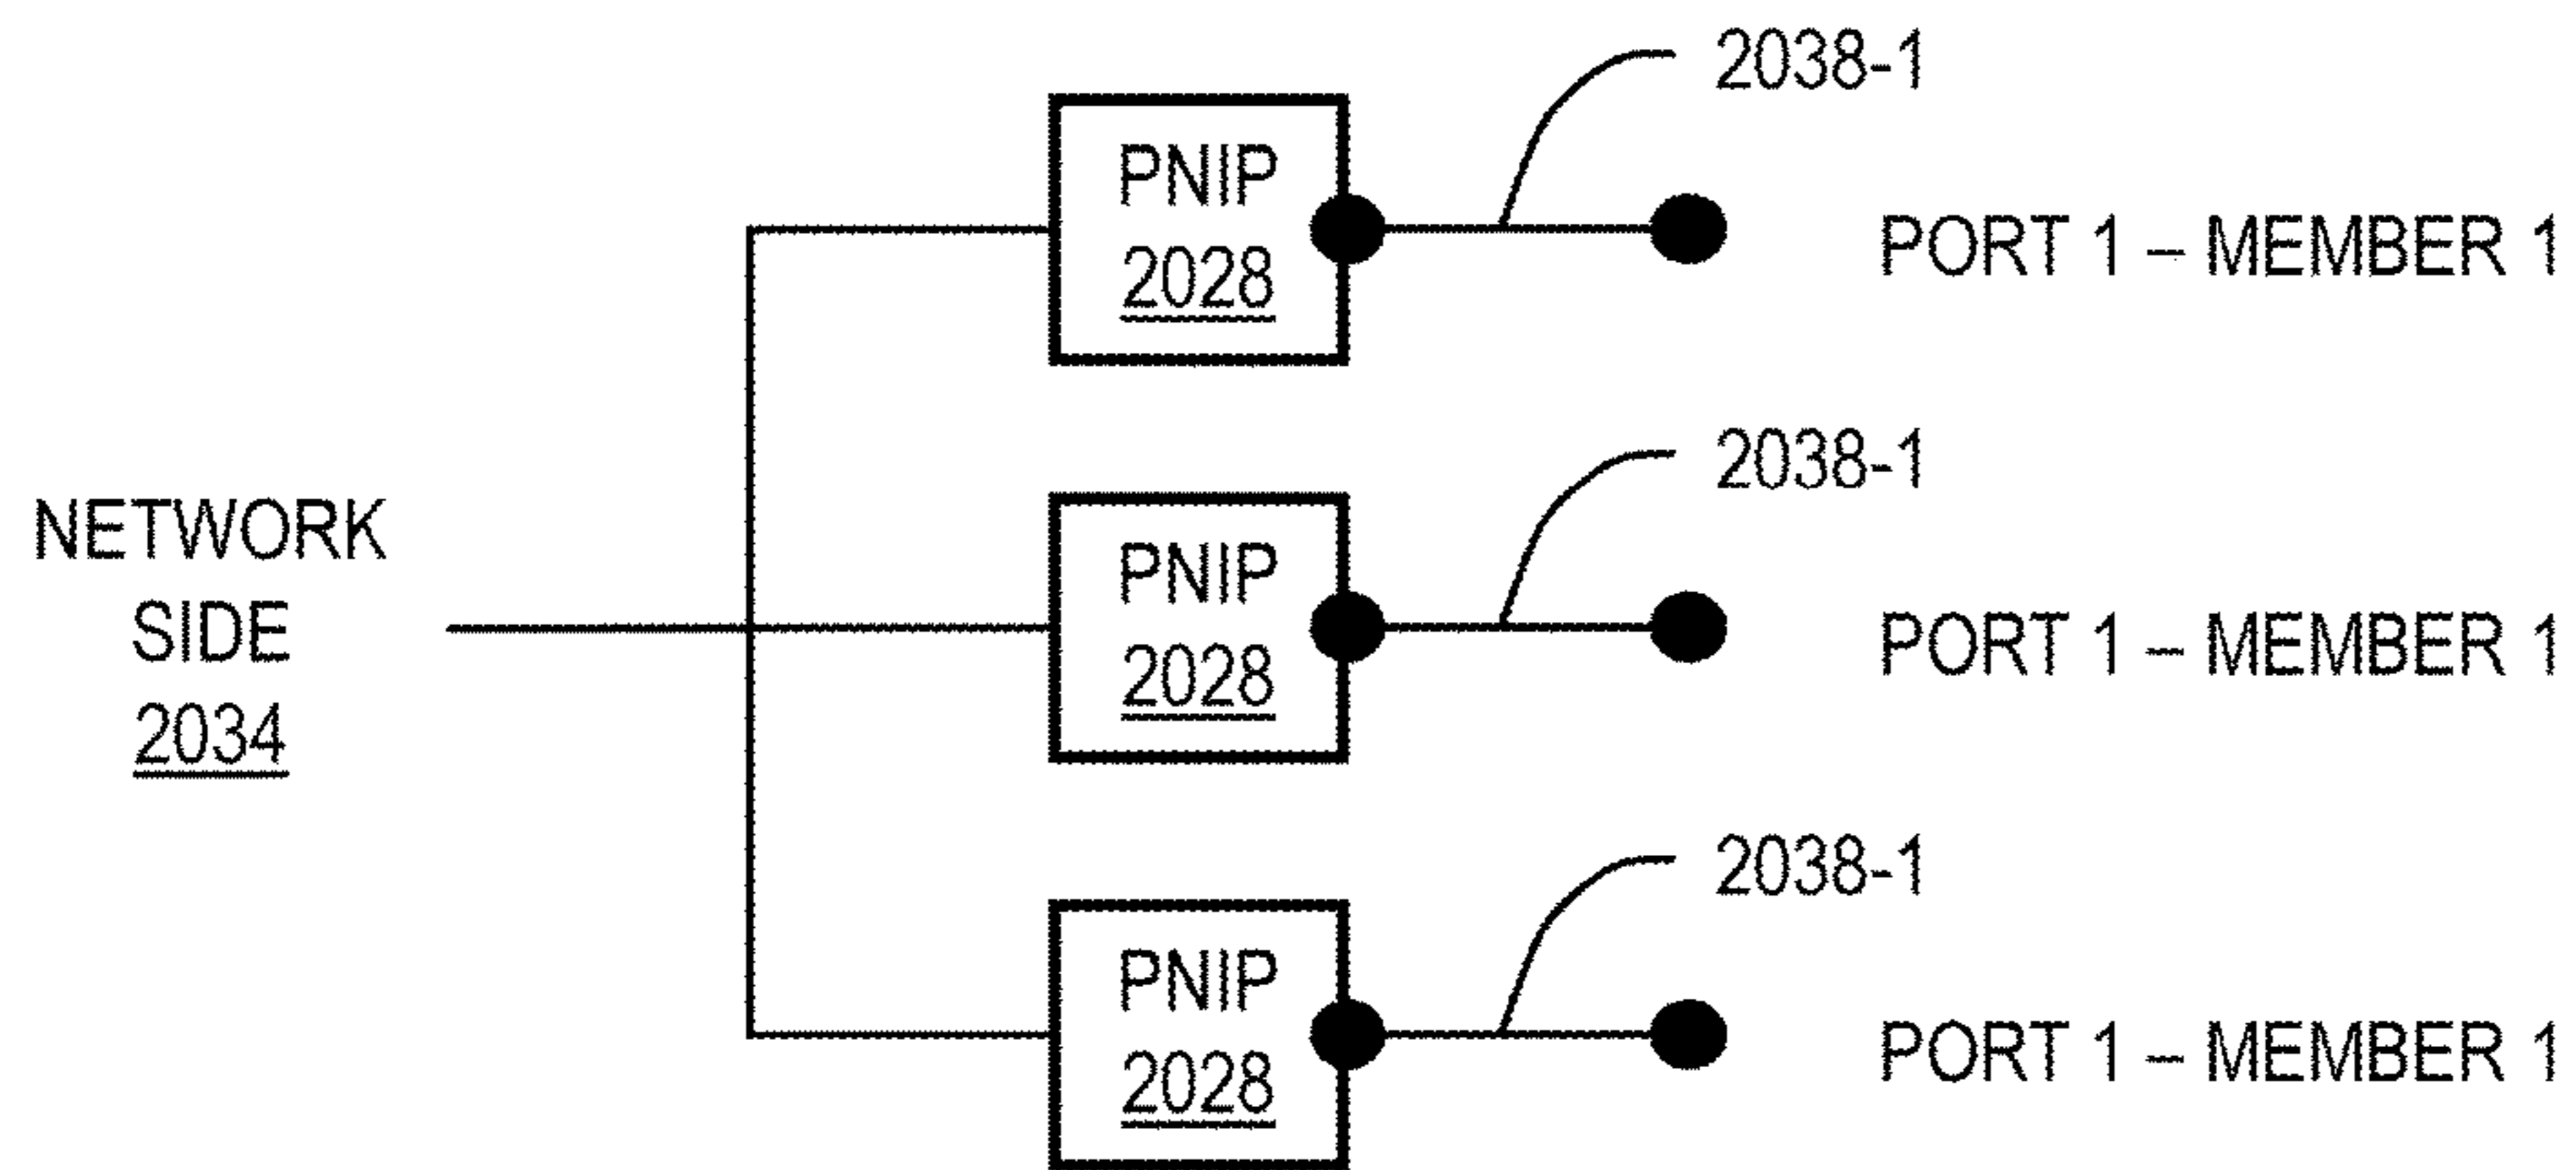 2038-1
PNIP
2028
PORT 1 – MEMBER 1
2038-1
NETWORK
SIDE
2034
PNIP
2028
PORT 1 – MEMBER 1
2038-1
PNIP
2028
PORT 1 – MEMBER 1